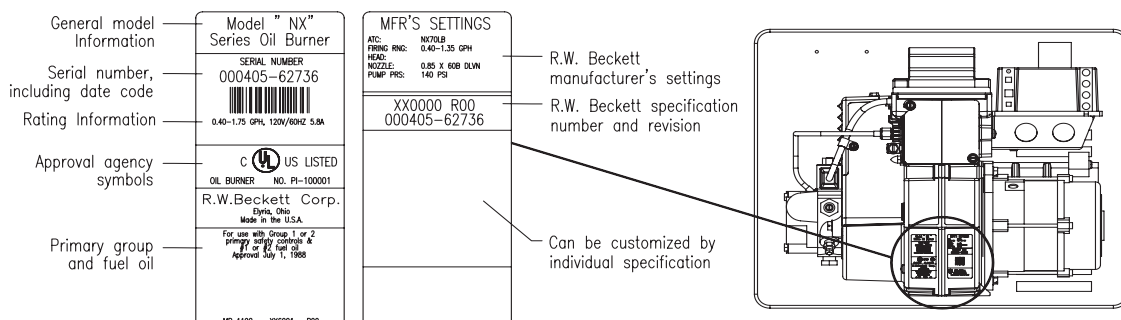 General model
Information
Serial number,
including date code
Rating Information
Approval agency
symbols
Primary group
and fuel oil
Model " NX"
Series Oil Burner
SERIAL NUMBER
000405-62736
0.40-1.75 GPH, 120V/60HZ 5.8A
C UL US LISTED
OIL BURNER NO. PI-100001
R.W.Beckett Corp.
Elyria, Ohio
Made in the U.S.A.
For use with Group 1 or 2
primary safety controls &
#1 or #2 fuel oil
Approval July 1, 1988
MFR'S SETTINGS
ATC: NX70LB
FIRING RNG: 0.40-1.35 GPH
HEAD:
NOZZLE: 0.85 X 60B DLVN
PUMP PRS: 140 PSI
XX0000 R00
000405-62736
R.W. Beckett
manufacturer's settings
R.W. Beckett specification
number and revision
Can be customized by
individual specification